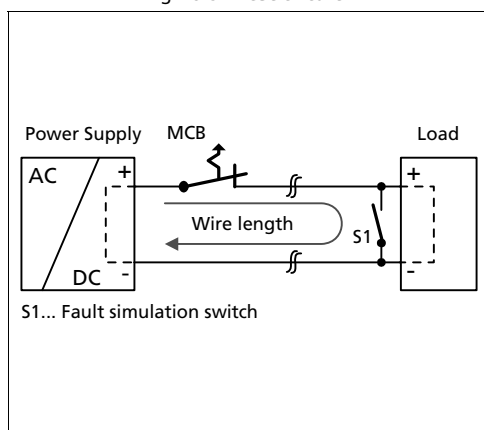 Power Supply MCB Load
AC + +
Wire length
S1
DC - -
S1... Fault simulation switch